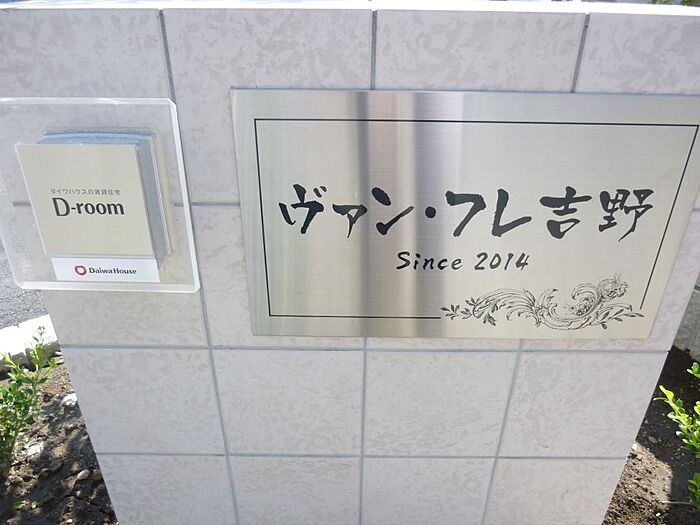 ダイワハウスの賃貸住宅
D-room
DaiwaHouse
ヴァン・フレ吉野
Since 2014